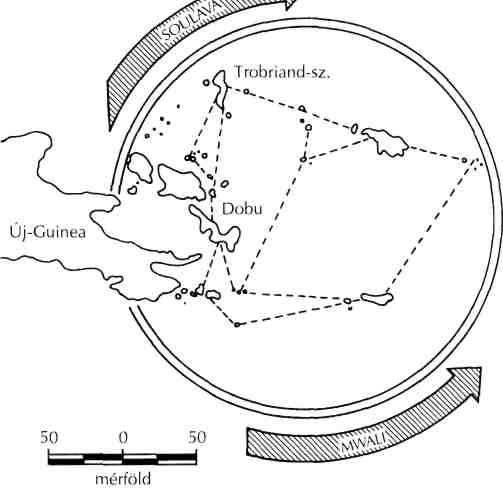 SOULAVA
Trobriand-sz.
Dobu
Új-Guinea
MWALI
50 0 50
mérföld